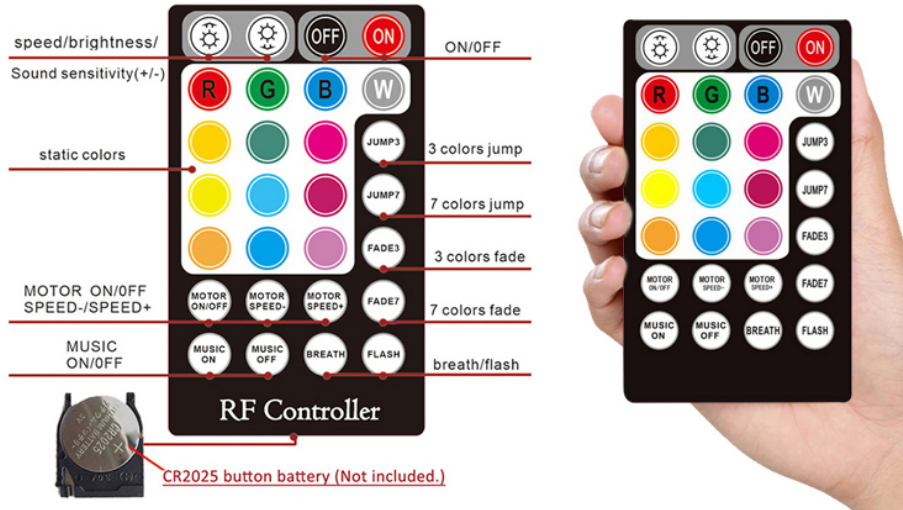 speed/brightness/
Sound sensitivity(+/-)
OFF
ON
ON/0FF
R
G
B
W
static colors
JUMP3
3 colors jump
JUMP7
7 colors jump
FADE3
3 colors fade
MOTOR ON/0FF
SPEED-/SPEED+
MOTOR
ON/OFF
MOTOR
SPEED-
MOTOR
SPEED+
FADE7
7 colors fade
MUSIC
ON/0FF
MUSIC
ON
MUSIC
OFF
BREATH
FLASH
breath/flash
RF Controller
CR2025
CR2025 button battery (Not included.)
OFF
ON
R
G
B
W
JUMP3
JUMP7
FADE3
MOTOR
ON/OFF
MOTOR
SPEED-
MOTOR
SPEED+
FADE7
MUSIC
ON
MUSIC
OFF
BREATH
FLASH